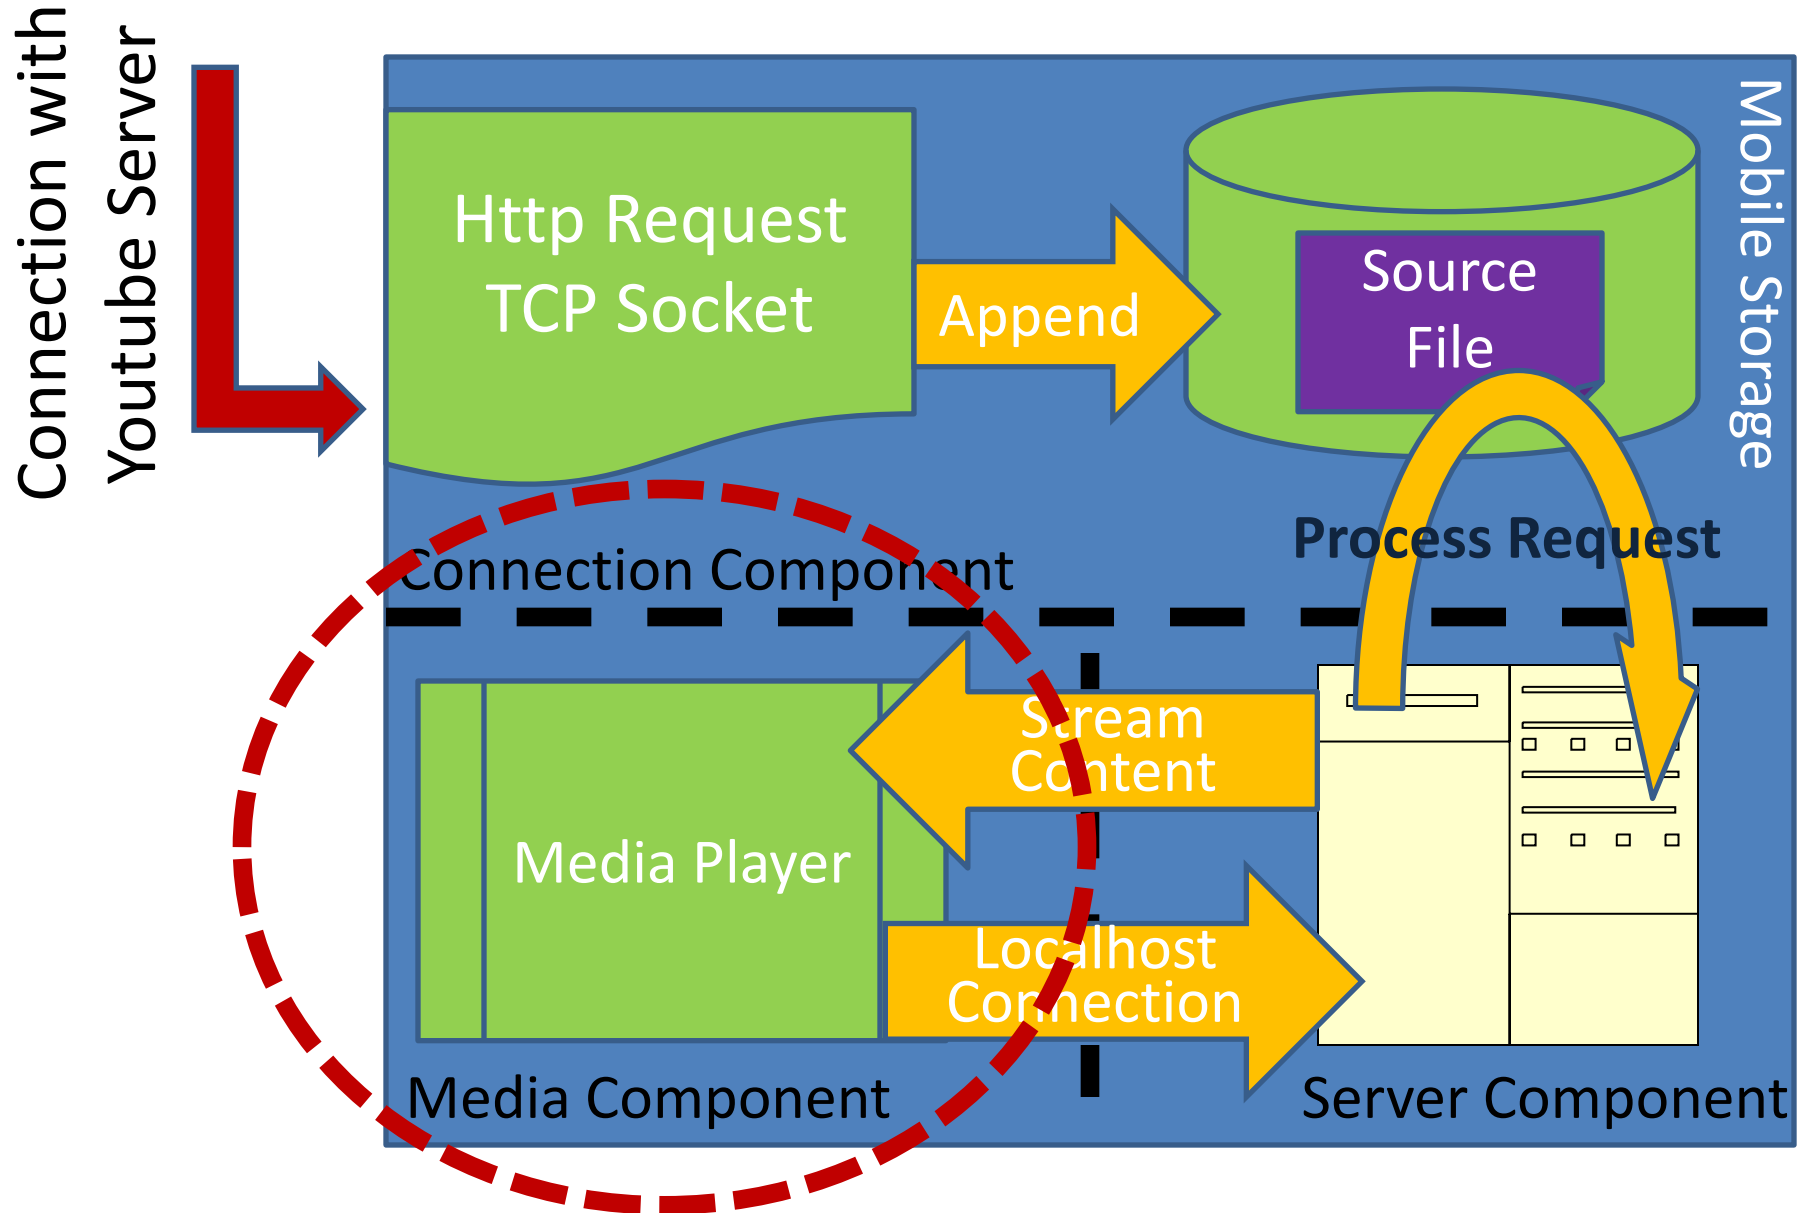 Connection with
Youtube Server
Http Request
TCP Socket
Append
Source
File
Mobile Storage
Connection Component
Process Request
Stream
Content
Media Player
Localhost
Connection
Media Component
Server Component